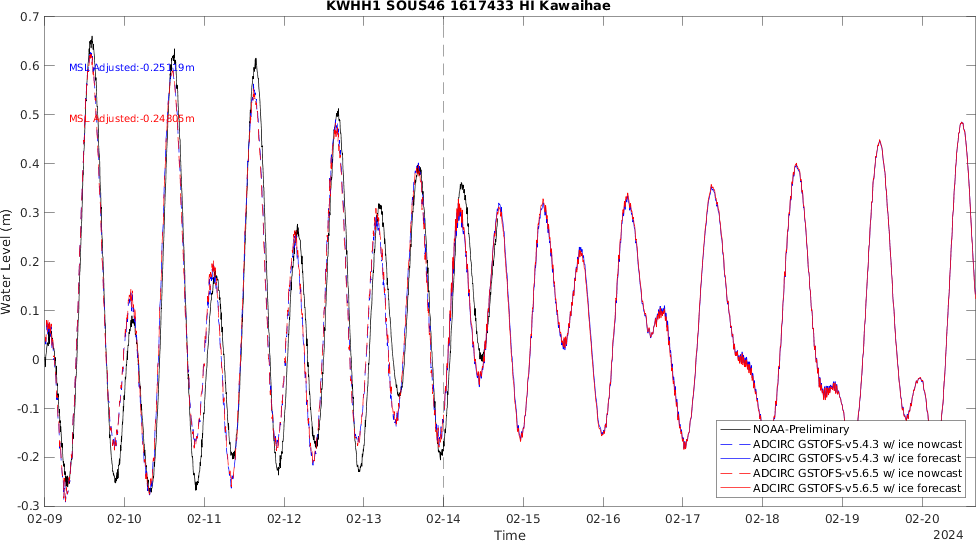 KWHH1 SOUS46 1617433 HI Kawaihae
0.7
0.6
0.5
0.4
0.3
0.2
0.1
0
-0.1
-0.2
-0.3
Water Level (m)
MSL Adjusted:
MSL Adjusted:
NOAA-Preliminary
ADCIRC GSTOFS-v5.4.3 w/ ice nowcast
ADCIRC GSTOFS-v5.4.3 w/ ice forecast
ADCIRC GSTOFS-v5.6.5 w/ ice nowcast
ADCIRC GSTOFS-v5.6.5 w/ ice forecast
02-09 02-10 02-11 02-12 02-13 02-14 02-15 02-16 02-17 02-18 02-19 02-20
Time
2024